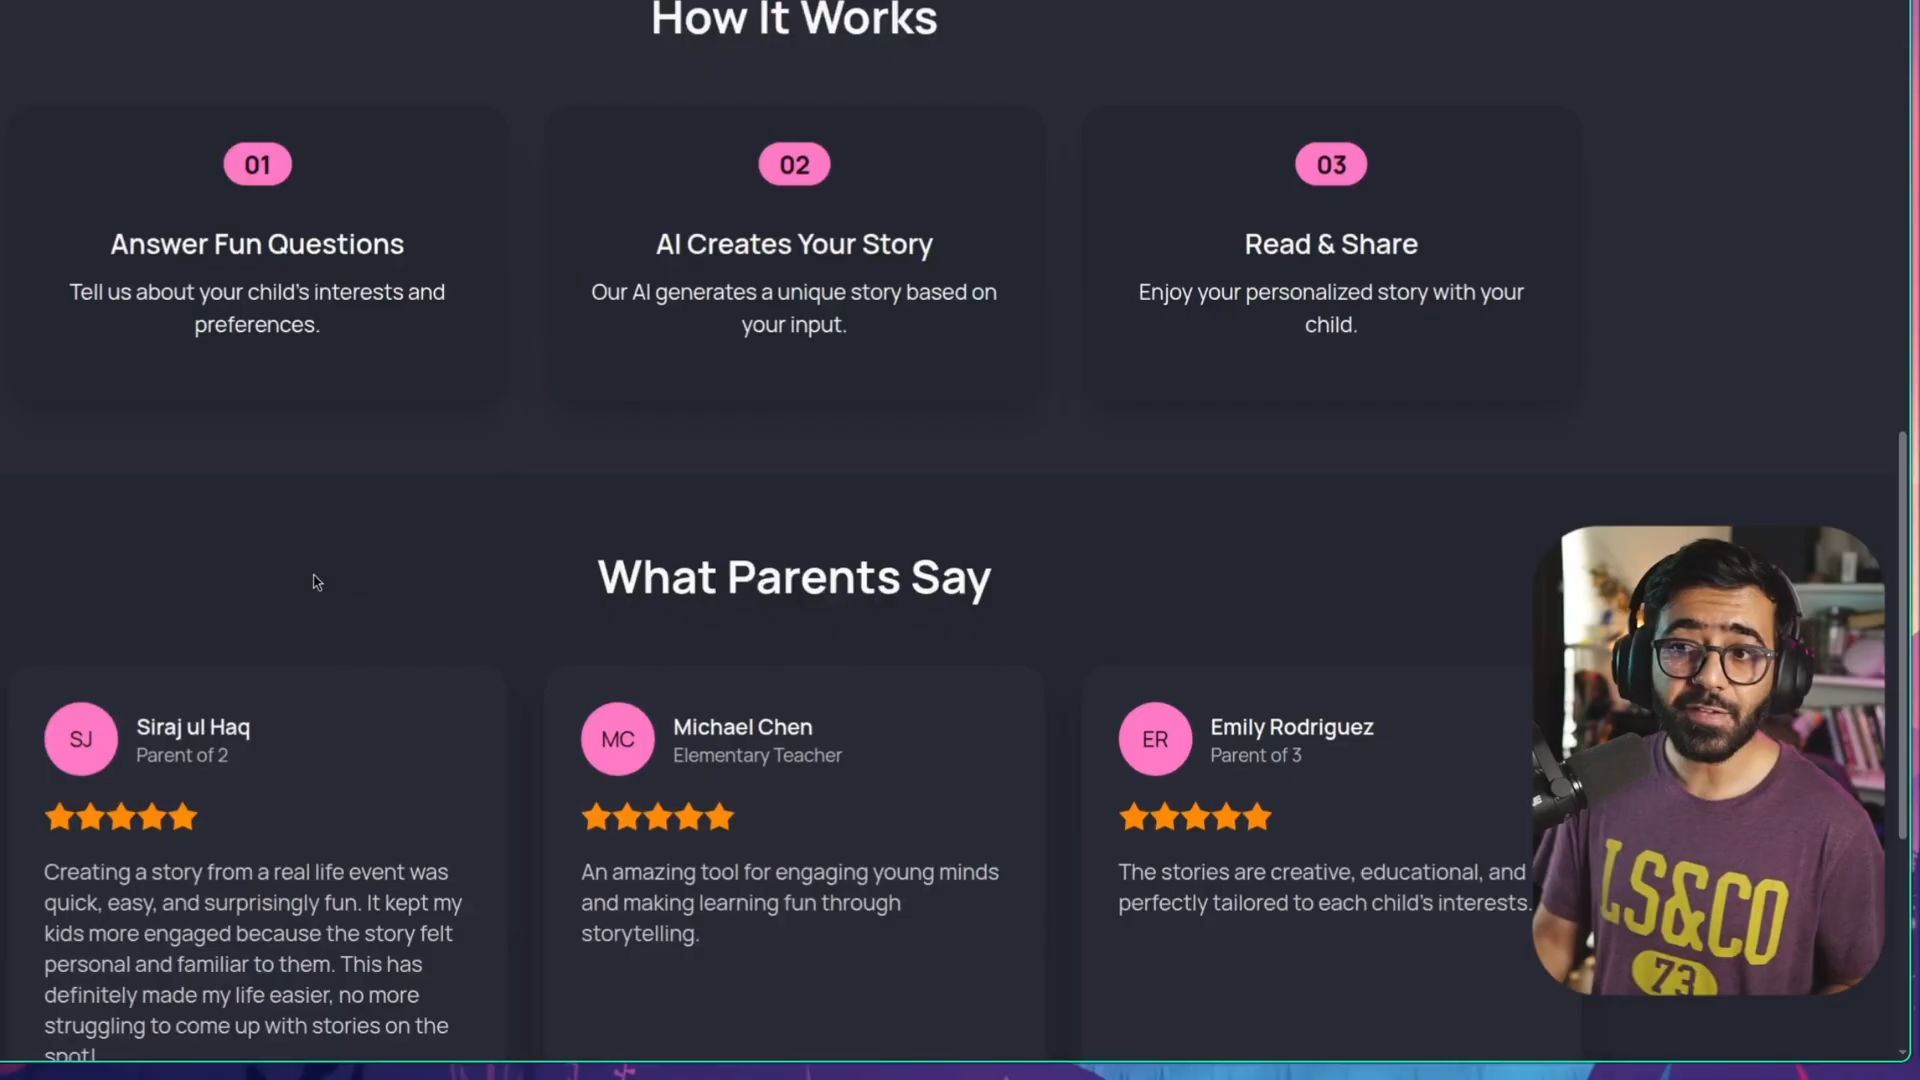 How It Works
01
Answer Fun Questions
Tell us about your child's interests and
preferences.
02
AI Creates Your Story
Our AI generates a unique story based on
your input.
03
Read & Share
Enjoy your personalized story with your
child.
What Parents Say
SJ
Siraj ul Haq
Parent of 2
Creating a story from a real life event was
quick, easy, and surprisingly fun. It kept my
kids more engaged because the story felt
personal and familiar to them. This has
definitely made my life easier, no more
struggling to come up with stories on the
spot!
MC
Michael Chen
Elementary Teacher
An amazing tool for engaging young minds
and making learning fun through
storytelling.
ER
Emily Rodriguez
Parent of 3
The stories are creative, educational, and
perfectly tailored to each child's interests.
LS&CO
73